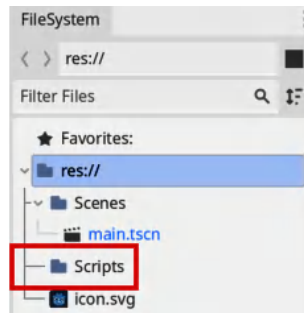 FileSystem
res://
Filter Files
Favorites:
res://
Scenes
main.tscn
Scripts
icon.svg